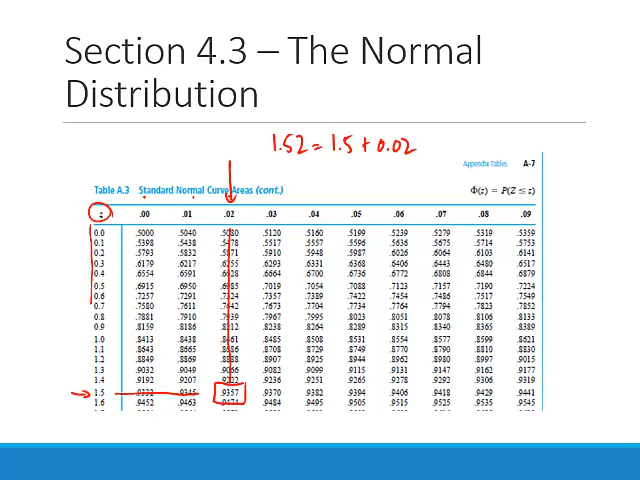 Section 4.3 – The Normal
Distribution
1.52 = 1.5 + 0.02
Appendix Tables A-7
Table A.3 Standard Normal Curve Areas (cont.) Φ(z) = P(Z ≤ z)
z .00 .01 .02 .03 .04 .05 .06 .07 .08 .09
0.0 .5000 .5040 .5080 .5120 .5160 .5199 .5239 .5279 .5319 .5359
0.1 .5398 .5438 .5478 .5517 .5557 .5596 .5636 .5675 .5714 .5753
0.2 .5793 .5832 .5871 .5910 .5948 .5987 .6026 .6064 .6103 .6141
0.3 .6179 .6217 .6255 .6293 .6331 .6368 .6406 .6443 .6480 .6517
0.4 .6554 .6591 .6628 .6664 .6700 .6736 .6772 .6808 .6844 .6879
0.5 .6915 .6950 .6985 .7019 .7054 .7088 .7123 .7157 .7190 .7224
0.6 .7257 .7291 .7324 .7357 .7389 .7422 .7454 .7486 .7517 .7549
0.7 .7580 .7611 .7642 .7673 .7704 .7734 .7764 .7794 .7823 .7852
0.8 .7881 .7910 .7939 .7967 .7995 .8023 .8051 .8078 .8106 .8133
0.9 .8159 .8186 .8212 .8238 .8264 .8289 .8315 .8340 .8365 .8389
1.0 .8413 .8438 .8461 .8485 .8508 .8531 .8554 .8577 .8599 .8621
1.1 .8643 .8665 .8686 .8708 .8729 .8749 .8770 .8790 .8810 .8830
1.2 .8849 .8869 .8888 .8907 .8925 .8944 .8962 .8980 .8997 .9015
1.3 .9032 .9049 .9066 .9082 .9099 .9115 .9131 .9147 .9162 .9177
1.4 .9192 .9207 .9222 .9236 .9251 .9265 .9278 .9292 .9306 .9319
1.5 .9332 .9345 .9357 .9370 .9382 .9394 .9406 .9418 .9429 .9441
1.6 .9452 .9463 .9474 .9484 .9495 .9505 .9515 .9525 .9535 .9545